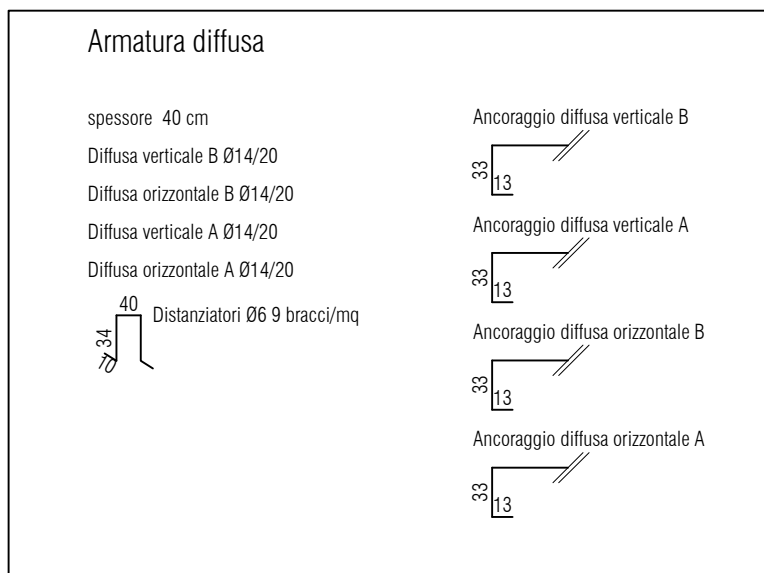 Armatura diffusa
spessore 40 cm
Diffusa verticale B Ø14/20
Diffusa orizzontale B Ø14/20
Diffusa verticale A Ø14/20
Diffusa orizzontale A Ø14/20
40
Distanziatori Ø6 9 bracci/mq
34
10
Ancoraggio diffusa verticale B
33
13
Ancoraggio diffusa verticale A
33
13
Ancoraggio diffusa orizzontale B
33
13
Ancoraggio diffusa orizzontale A
33
13